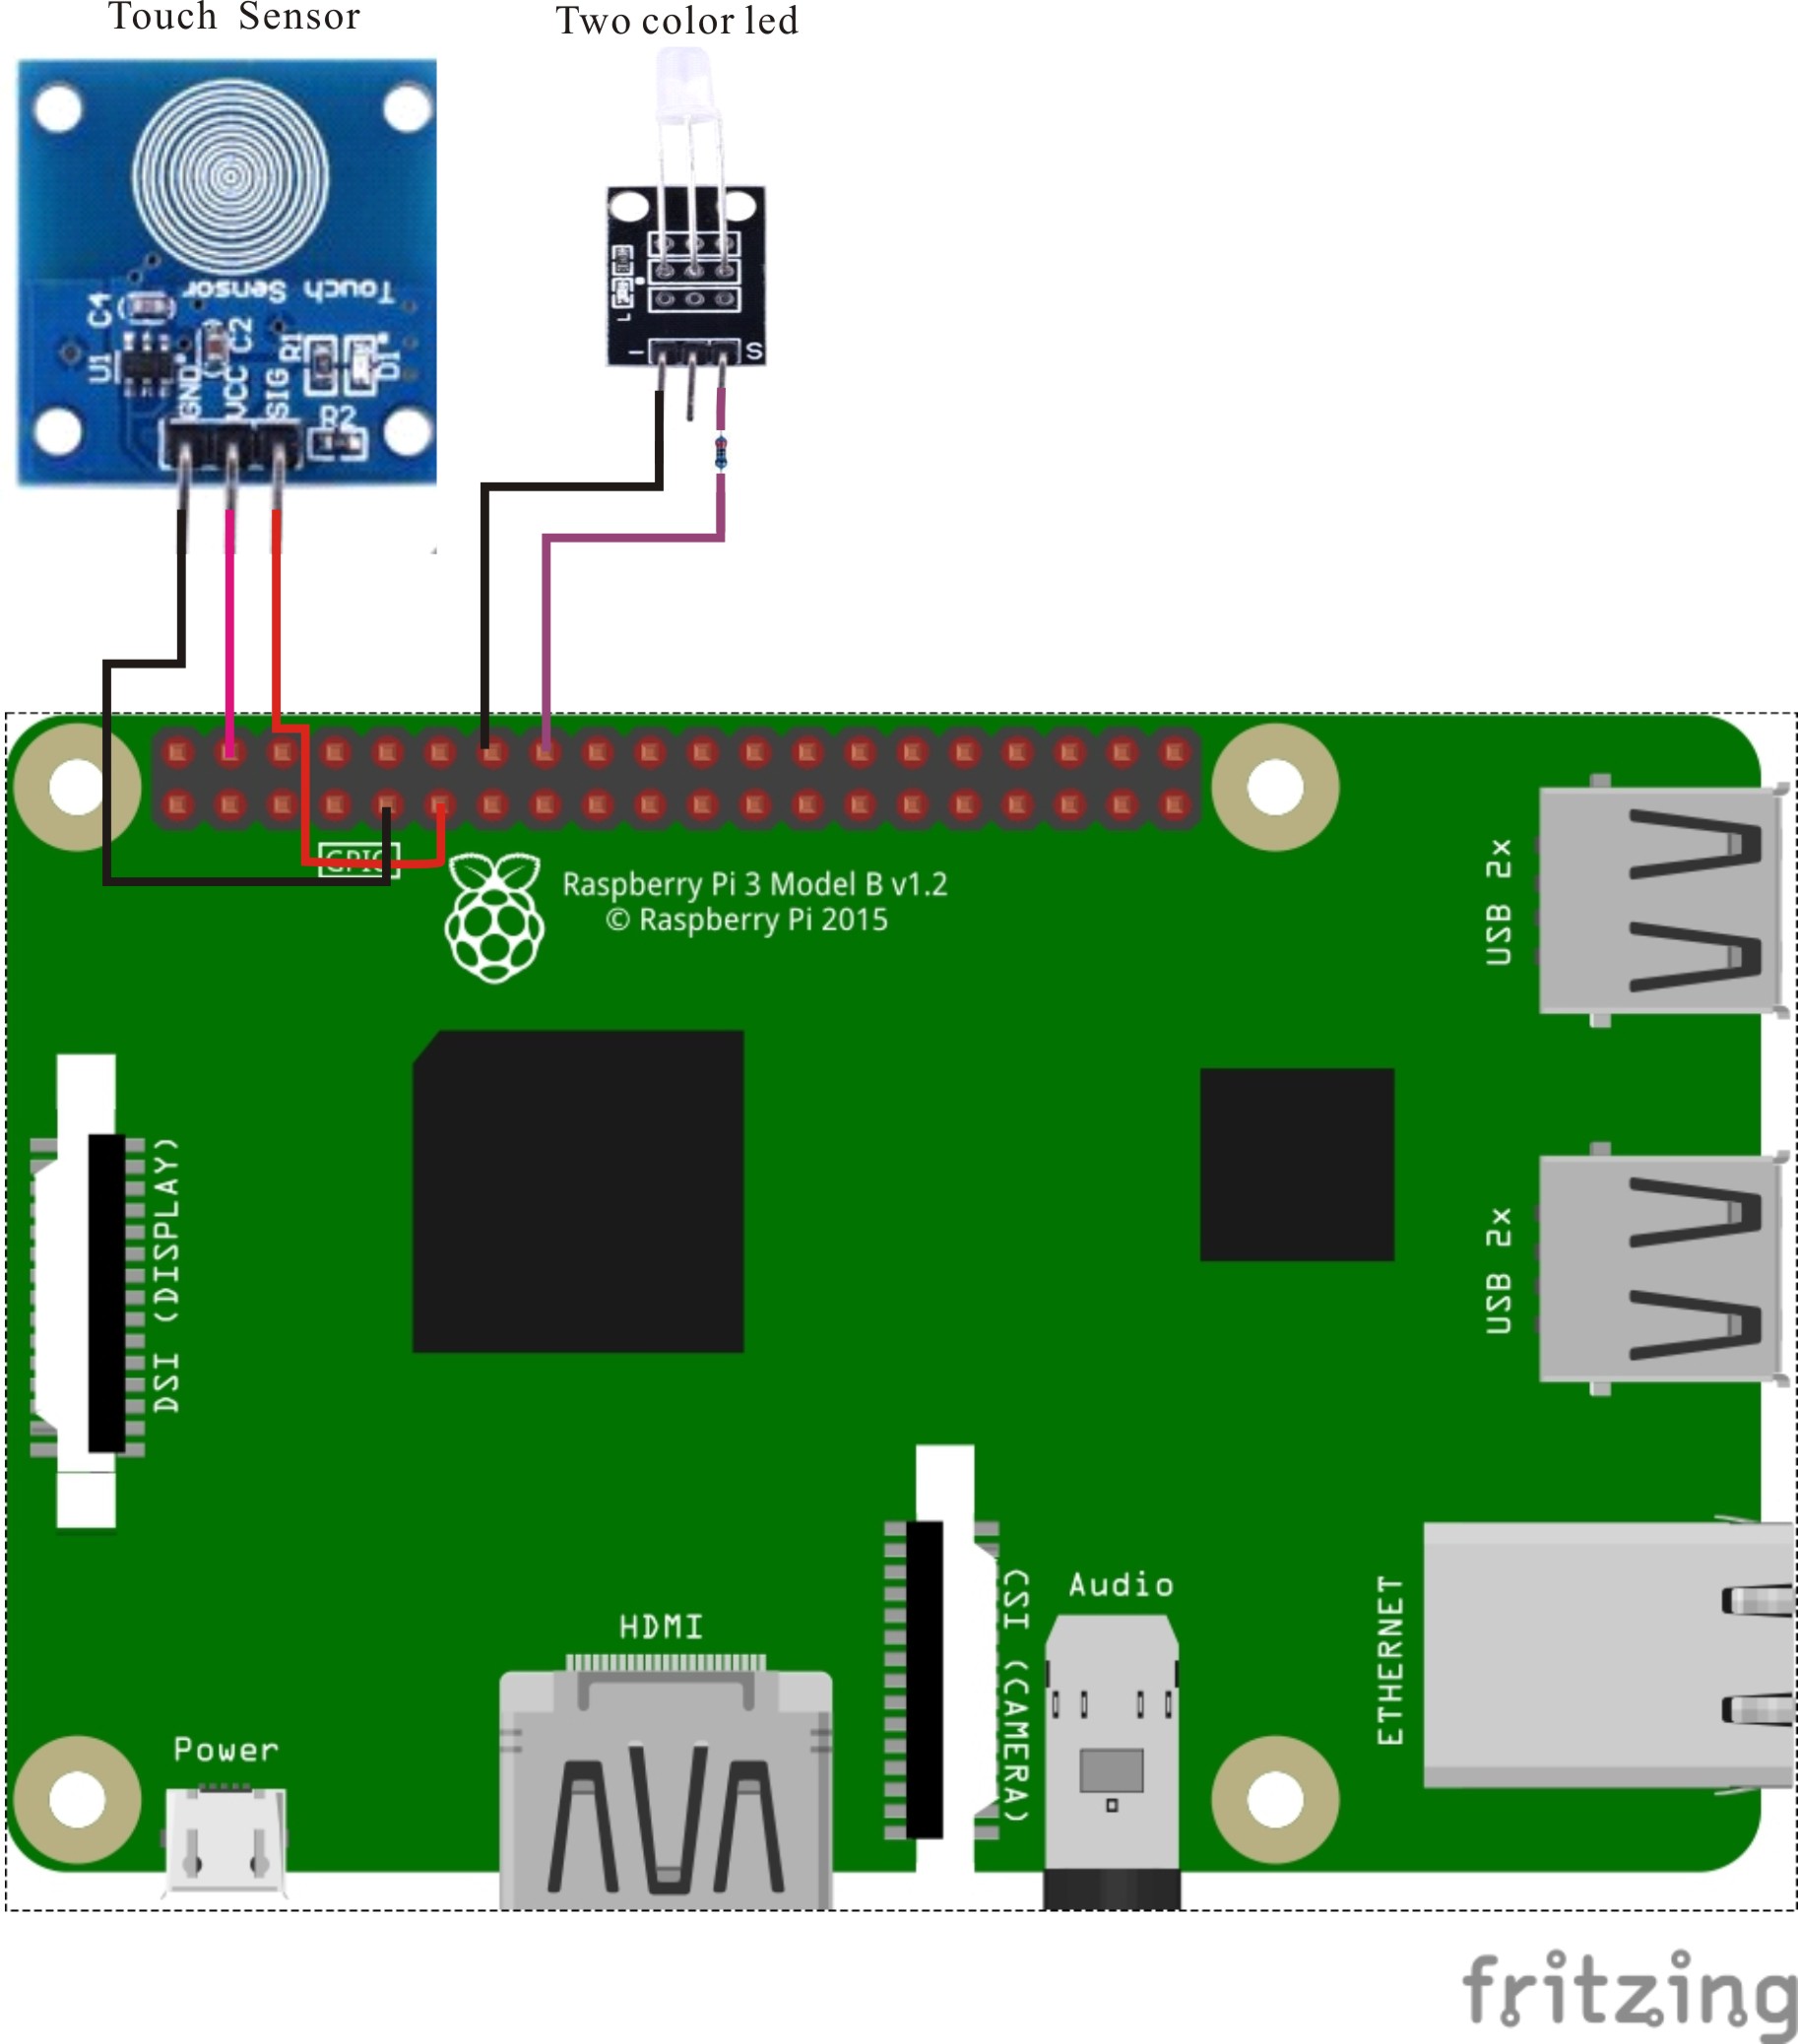 Touch Sensor
Two color led
Touch Sensor
C4
C2
U1
R1
D1
GND
VCC
SIG
R2
L
-
S
GPIO
Raspberry Pi 3 Model B v1.2
© Raspberry Pi 2015
USB 2x
DSI (DISPLAY)
USB 2x
HDMI
CSI (CAMERA)
Audio
ETHERNET
Power
fritzing